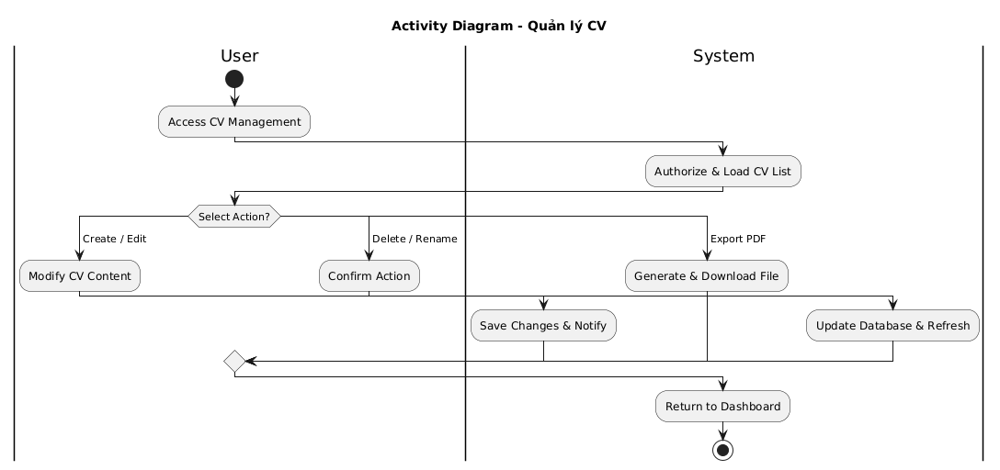 Activity Diagram - Quản lý CV
User
System
Access CV Management
Authorize & Load CV List
Select Action?
Create / Edit
Delete / Rename
Export PDF
Modify CV Content
Confirm Action
Generate & Download File
Save Changes & Notify
Update Database & Refresh
Return to Dashboard